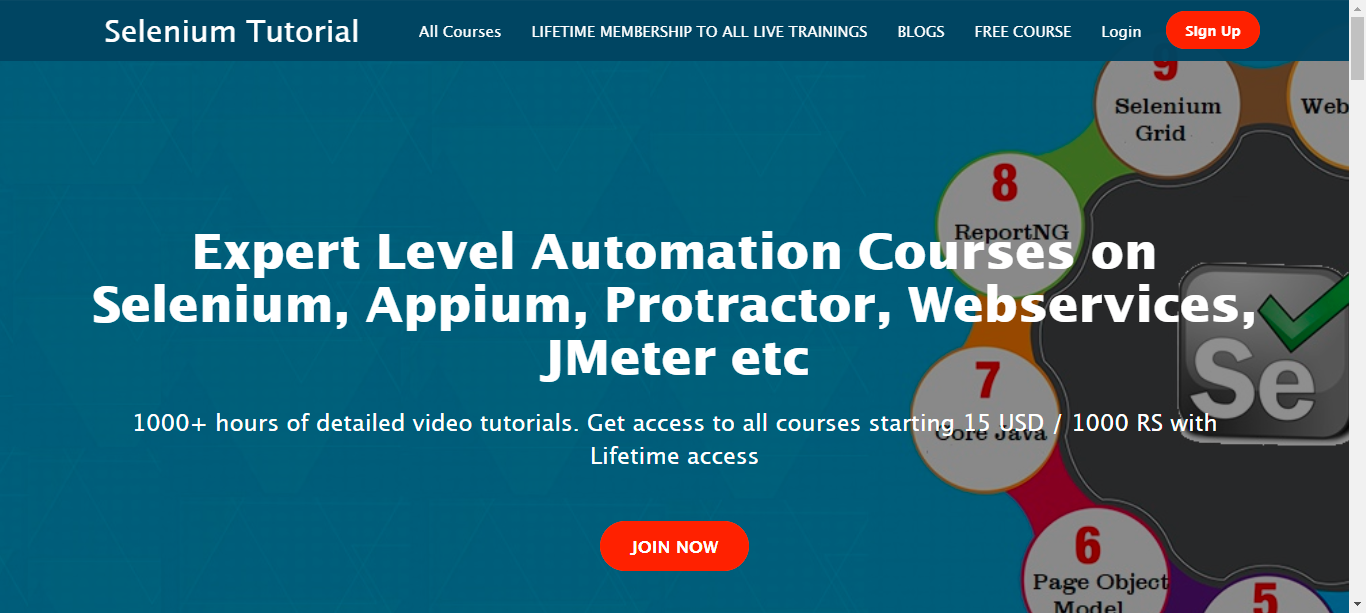 Selenium Tutorial
All Courses
LIFETIME MEMBERSHIP TO ALL LIVE TRAININGS
BLOGS
FREE COURSE
Login
Sign Up
9
Selenium
Grid
Web
8
ReportNG
Expert Level Automation Courses on
Selenium, Appium, Protractor, Webservices,
JMeter etc
Se
7
Core Java
1000+ hours of detailed video tutorials. Get access to all courses starting 15 USD / 1000 RS with
Lifetime access
JOIN NOW
6
Page Object
Model
5